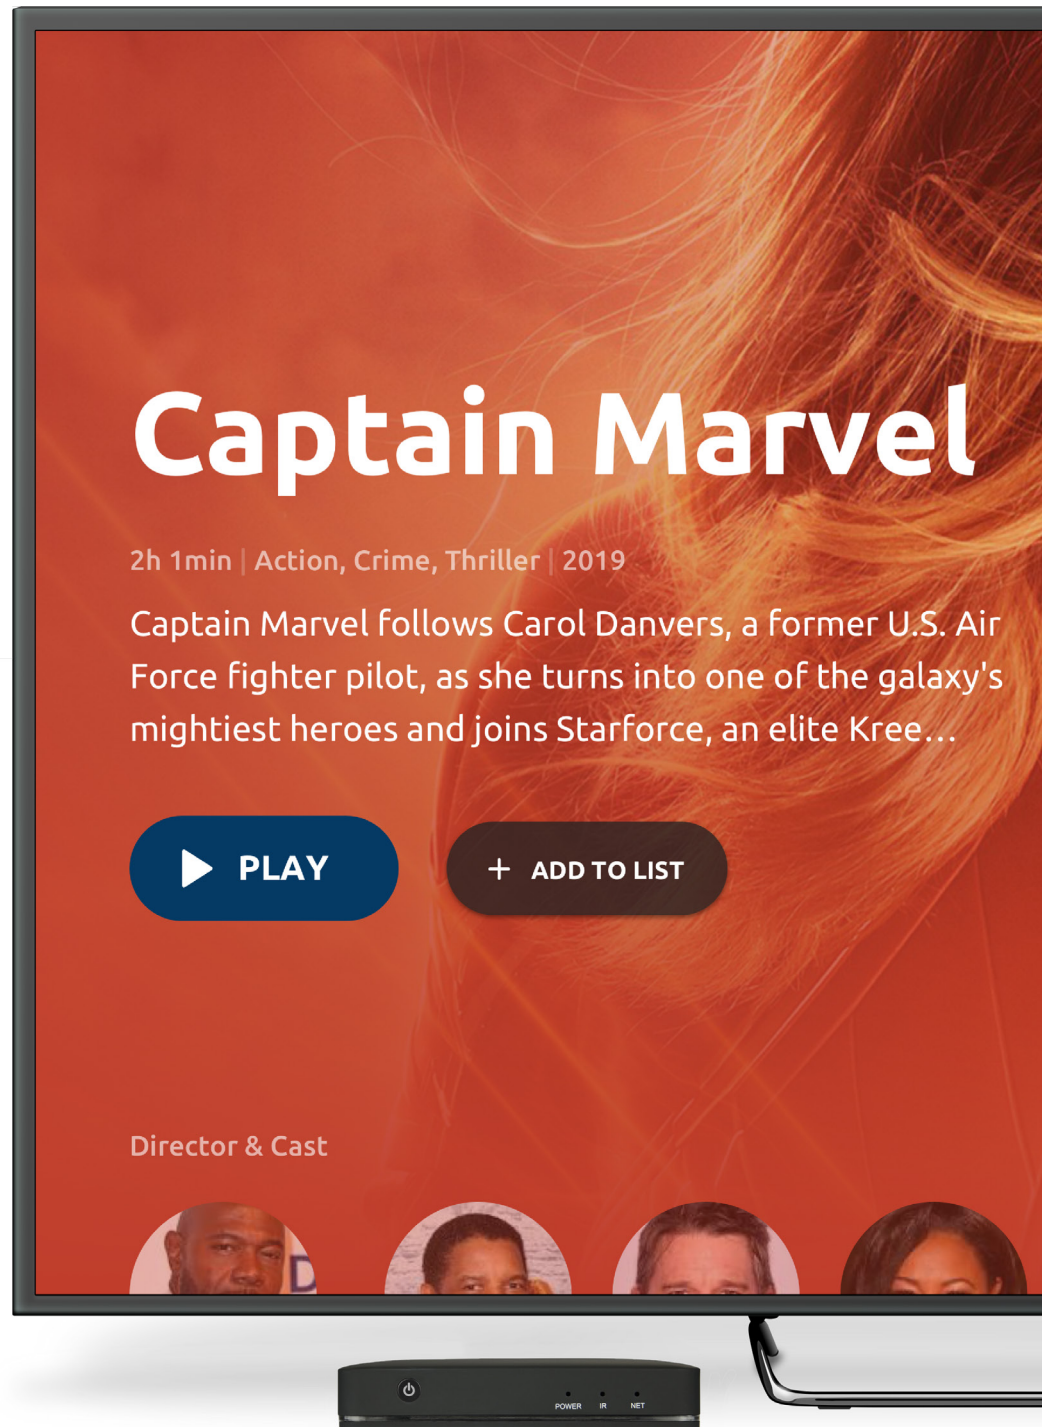 Captain Marvel
2h 1min | Action, Crime, Thriller | 2019
Captain Marvel follows Carol Danvers, a former U.S. Air
Force fighter pilot, as she turns into one of the galaxy's
mightiest heroes and joins Starforce, an elite Kree...
PLAY
+ ADD TO LIST
Director & Cast
D
POWER IR NET